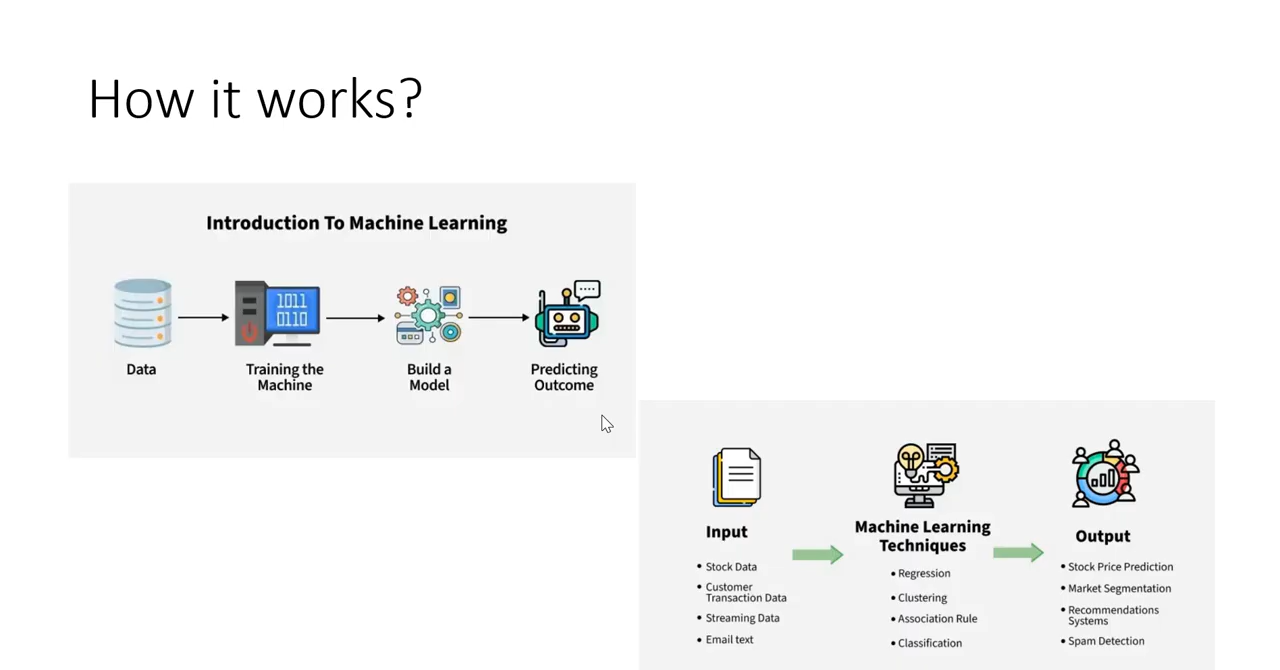 How it works?
Introduction To Machine Learning
1011
0110
Data
Training the
Machine
Build a
Model
Predicting
Outcome
Input
• Stock Data
• Customer
Transaction Data
• Streaming Data
• Email text
Machine Learning
Techniques
• Regression
• Clustering
• Association Rule
• Classification
Output
• Stock Price Prediction
• Market Segmentation
• Recommendations
Systems
• Spam Detection